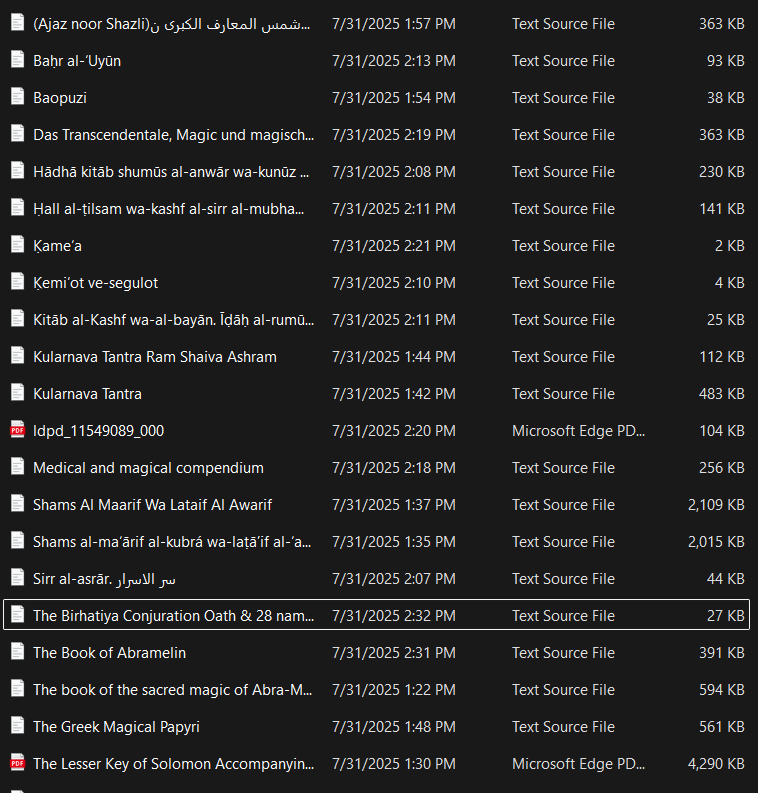 (Ajaz noor Shazli)شمس المعارف الكبرى ن... 7/31/2025 1:57 PM Text Source File 363 KB
Baḥr al-ʻUyūn 7/31/2025 2:13 PM Text Source File 93 KB
Baopuzi 7/31/2025 1:54 PM Text Source File 38 KB
Das Transcendentale, Magic und magisch... 7/31/2025 2:19 PM Text Source File 363 KB
Hādhā kitāb shumūs al-anwār wa-kunūz ... 7/31/2025 2:08 PM Text Source File 230 KB
Ḥall al-ṭilsam wa-kashf al-sirr al-mubha... 7/31/2025 2:11 PM Text Source File 141 KB
Ḳameʻa 7/31/2025 2:21 PM Text Source File 2 KB
Ḳemiʻot ve-segulot 7/31/2025 2:10 PM Text Source File 4 KB
Kitāb al-Kashf wa-al-bayān. Īḍāḥ al-rumū... 7/31/2025 2:11 PM Text Source File 25 KB
Kularnava Tantra Ram Shaiva Ashram 7/31/2025 1:44 PM Text Source File 112 KB
Kularnava Tantra 7/31/2025 1:42 PM Text Source File 483 KB
PDF ldpd_11549089_000 7/31/2025 2:20 PM Microsoft Edge PD... 104 KB
Medical and magical compendium 7/31/2025 2:18 PM Text Source File 256 KB
Shams Al Maarif Wa Lataif Al Awarif 7/31/2025 1:37 PM Text Source File 2,109 KB
Shams al-maʻārif al-kubrá wa-laṭāʼif al-ʻa... 7/31/2025 1:35 PM Text Source File 2,015 KB
Sirr al-asrār. سر الاسرار 7/31/2025 2:07 PM Text Source File 44 KB
The Birhatiya Conjuration Oath & 28 nam... 7/31/2025 2:32 PM Text Source File 27 KB
The Book of Abramelin 7/31/2025 2:31 PM Text Source File 391 KB
The book of the sacred magic of Abra-M... 7/31/2025 1:22 PM Text Source File 594 KB
The Greek Magical Papyri 7/31/2025 1:48 PM Text Source File 561 KB
PDF The Lesser Key of Solomon Accompanyin... 7/31/2025 1:30 PM Microsoft Edge PD... 4,290 KB